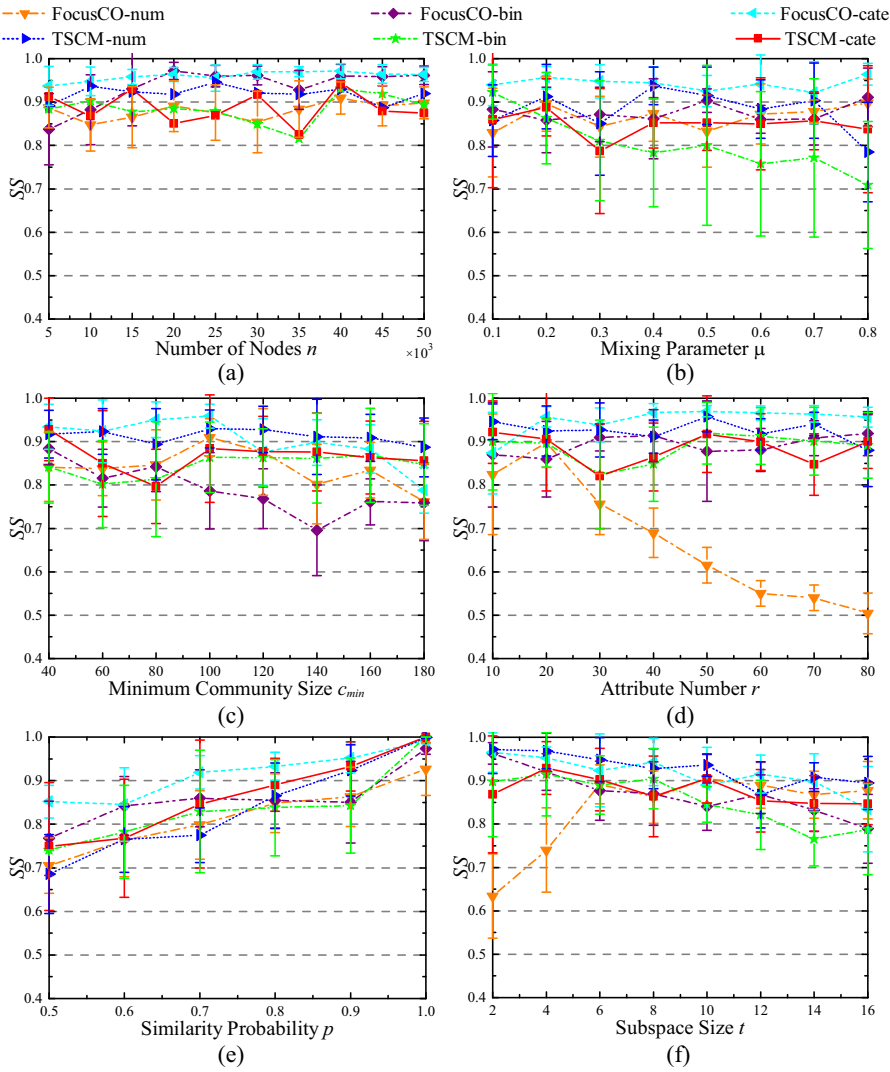 FocusCO-num FocusCO-bin FocusCO-cate
TSCM-num TSCM-bin TSCM-cate
1.0
0.9
0.8
0.7
0.6
0.5
0.4
SS
5 10 15 20 25 30 35 40 45 50
Number of Nodes n
×10³
(a)
1.0
0.9
0.8
0.7
0.6
0.5
0.4
SS
0.1 0.2 0.3 0.4 0.5 0.6 0.7 0.8
Mixing Parameter μ
(b)
1.0
0.9
0.8
0.7
0.6
0.5
0.4
SS
40 60 80 100 120 140 160 180
Minimum Community Size cmin
(c)
1.0
0.9
0.8
0.7
0.6
0.5
0.4
SS
10 20 30 40 50 60 70 80
Attribute Number r
(d)
1.0
0.9
0.8
0.7
0.6
0.5
0.4
SS
0.5 0.6 0.7 0.8 0.9 1.0
Similarity Probability p
(e)
1.0
0.9
0.8
0.7
0.6
0.5
0.4
SS
2 4 6 8 10 12 14 16
Subspace Size t
(f)